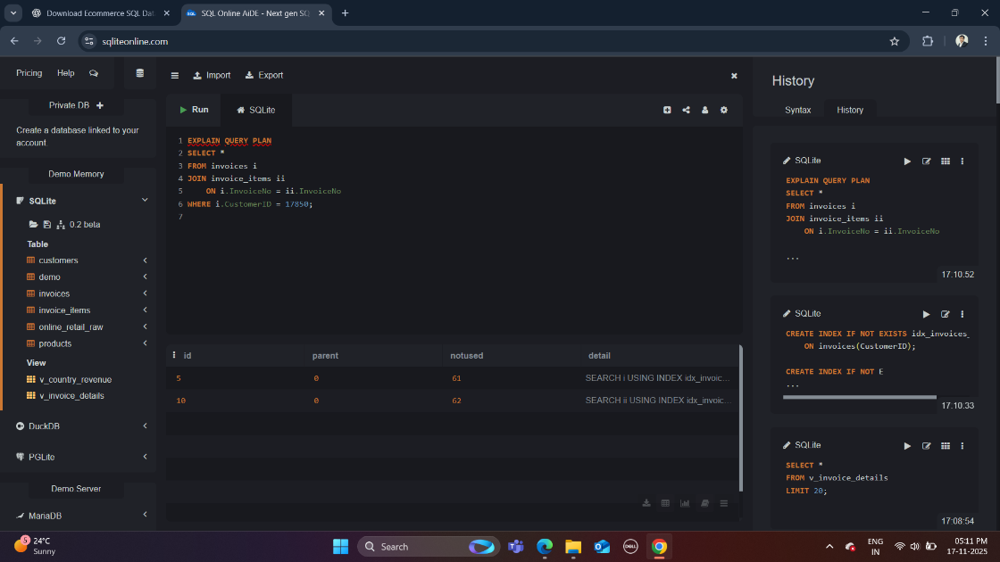 Download Ecommerce SQL Dat
SQL Online AiDE - Next gen SQ
sqliteonline.com
Pricing
Help
Import
Export
Private DB
Create a database linked to your
account
Demo Memory
SQLite
0.2 beta
Table
customers
demo
invoices
invoice_items
online_retail_raw
products
View
v_country_revenue
v_invoice_details
DuckDB
PGLite
Demo Server
MariaDB
Run
SQLite
1 EXPLAIN QUERY PLAN
2 SELECT *
3 FROM invoices i
4 JOIN invoice_items ii
5 ON i.InvoiceNo = ii.InvoiceNo
6 WHERE i.CustomerID = 17850;
7
id parent notused detail
5 0 61 SEARCH i USING INDEX idx_invoic...
10 0 62 SEARCH ii USING INDEX idx_invoic...
History
Syntax
History
SQLite
EXPLAIN QUERY PLAN
SELECT *
FROM invoices i
JOIN invoice_items ii
ON i.InvoiceNo = ii.InvoiceNo
...
17:10.52
SQLite
CREATE INDEX IF NOT EXISTS idx_invoices_
ON invoices(CustomerID);
CREATE INDEX IF NOT E
...
17:10.33
SQLite
SELECT *
FROM v_invoice_details
LIMIT 20;
17:08:54
5
24°C
Sunny
Search
DELL
ENG
IN
05:11 PM
17-11-2025